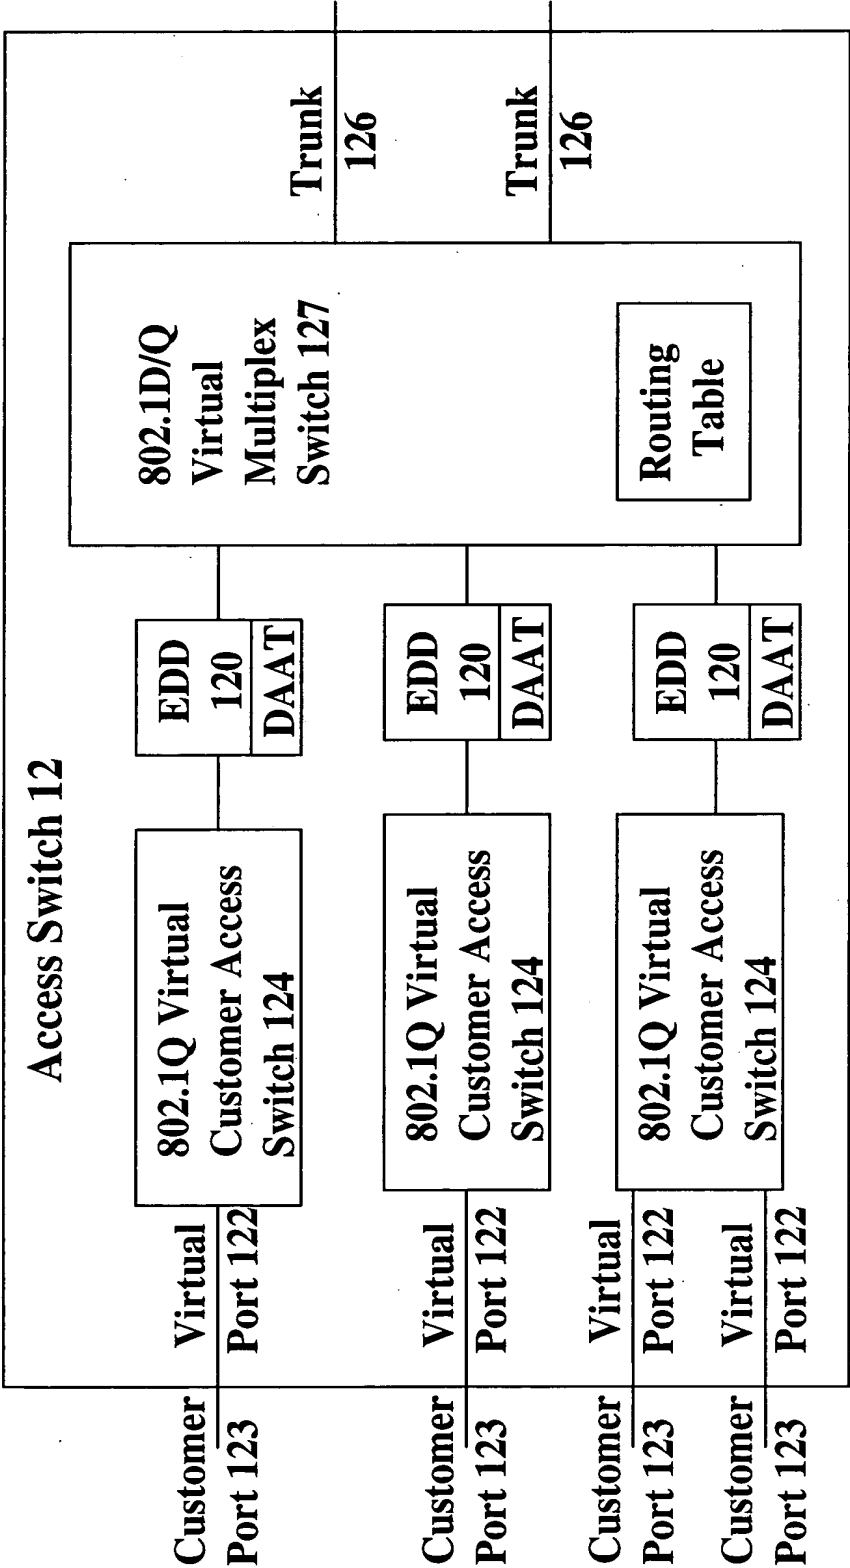 Access Switch 12
Customer
Port 123
Virtual
Port 122
802.1Q Virtual
Customer Access
Switch 124
EDD
120
DAAT
Customer
Port 123
Virtual
Port 122
802.1Q Virtual
Customer Access
Switch 124
EDD
120
DAAT
Customer
Port 123
Virtual
Port 122
Customer
Port 123
Virtual
Port 122
802.1Q Virtual
Customer Access
Switch 124
EDD
120
DAAT
802.1D/Q
Virtual
Multiplex
Switch 127
Routing
Table
Trunk
126
Trunk
126